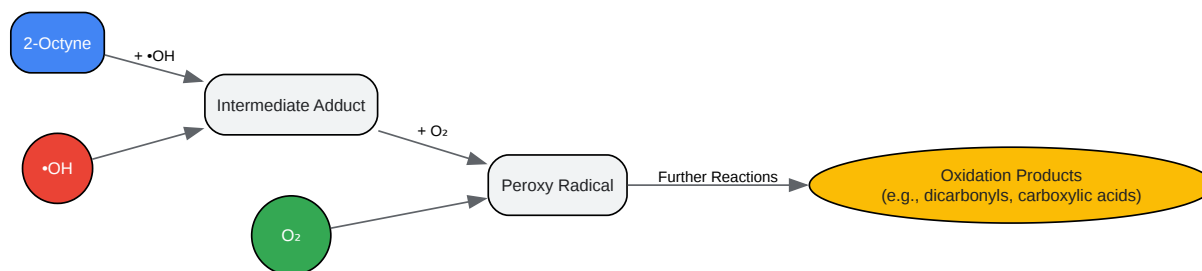 2-Octyne
+ •OH
Intermediate Adduct
•OH
+ O₂
Peroxy Radical
Further Reactions
Oxidation Products
(e.g., dicarbonyls, carboxylic acids)
O₂